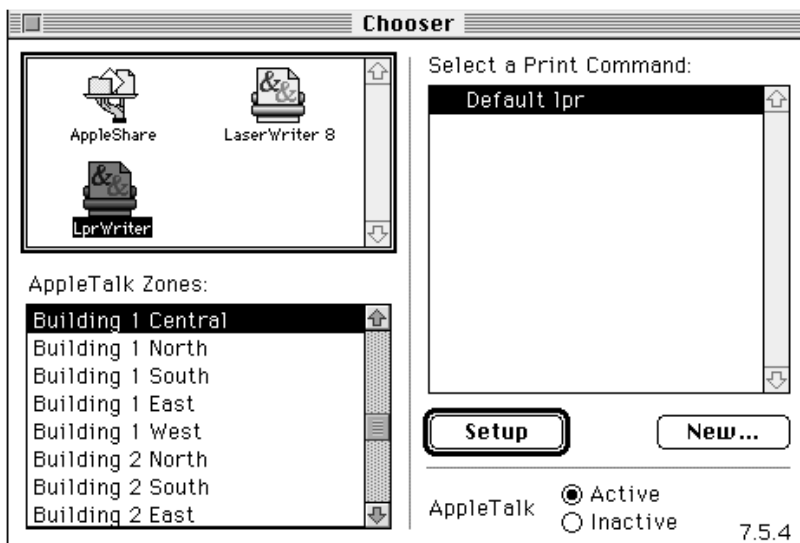 Chooser
AppleShare
LaserWriter 8
LprWriter
AppleTalk Zones:
Building 1 Central
Building 1 North
Building 1 South
Building 1 East
Building 1 West
Building 2 North
Building 2 South
Building 2 East
Select a Print Command:
Default lpr
Setup
New...
AppleTalk
Active
Inactive
7.5.4